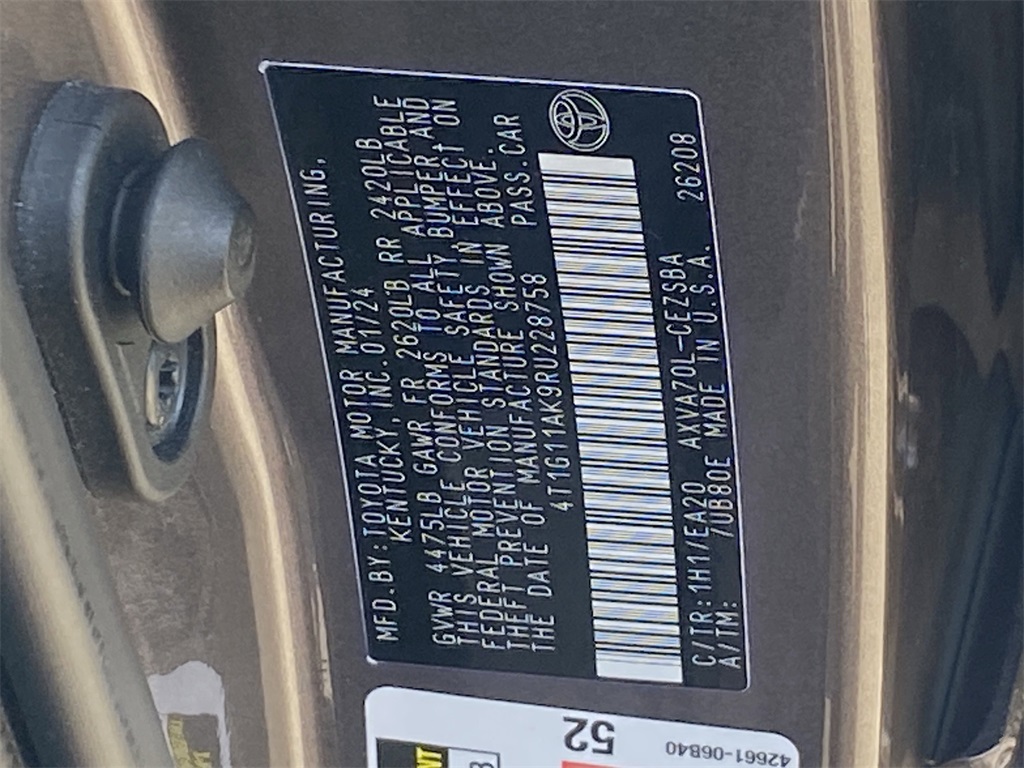 MFD.BY:TOYOTA MOTOR MANUFACTURING,
KENTUCKY, INC.01/24
GVWR 4475LB GAWR FR 2620LB RR 2420LB
THIS VEHICLE CONFORMS TO ALL APPLICABLE
FEDERAL MOTOR VEHICLE SAFETY, BUMPER, AND
THEFT PREVENTION STANDARDS IN EFFECT ON
THE DATE OF MANUFACTURE SHOWN ABOVE.
4T1G11AK9RU228758 PASS.CAR
C/TR:1H1/EA20 AXVA70L-CEZSBA
A/TM: /UB80E MADE IN U.S.A. 26208
52
42661-06B40